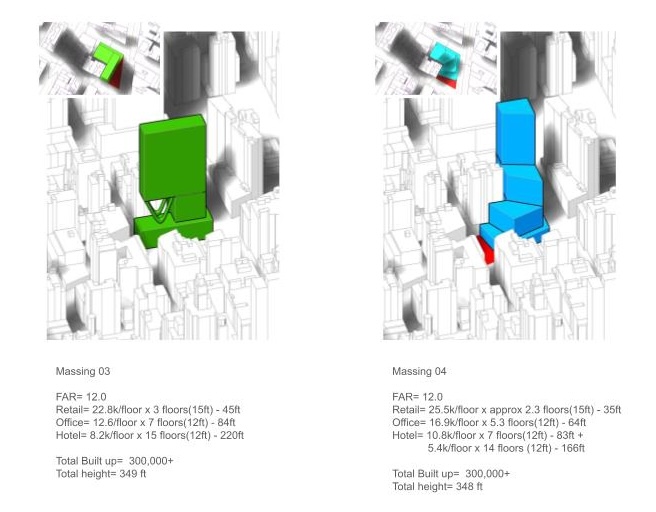 Massing 03
FAR= 12.0
Retail= 22.8k/floor x 3 floors(15ft) - 45ft
Office= 12.6/floor x 7 floors(12ft) - 84ft
Hotel= 8.2k/floor x 15 floors(12ft) - 220ft
Total Built up=  300,000+
Total height= 349 ft
Massing 04
FAR= 12.0
Retail= 25.5k/floor x approx 2.3 floors(15ft) - 35ft
Office= 16.9k/floor x 5.3 floors(12ft) - 64ft
Hotel= 10.8k/floor x 7 floors(12ft) - 83ft +
5.4k/floor x 14 floors (12ft) - 166ft
Total Built up=  300,000+
Total height= 348 ft